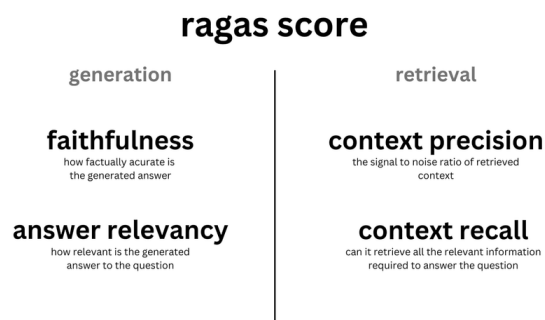 ragas score
generation
faithfulness
how factually acurate is
the generated answer
answer relevancy
how relevant is the generated
answer to the question
retrieval
context precision
the signal to noise ratio of retrieved
context
context recall
can it retrieve all the relevant information
required to answer the question